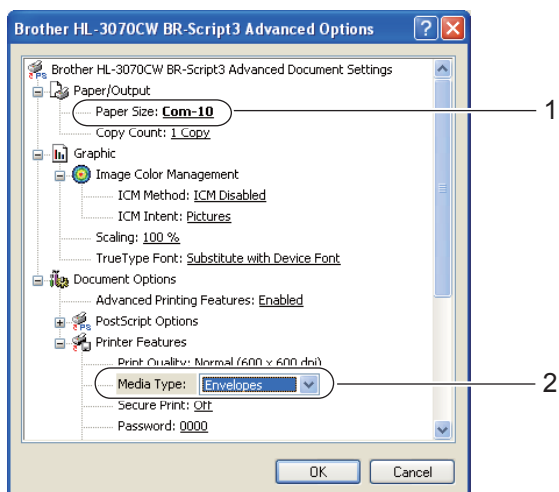 Brother HL-3070CW BR-Script3 Advanced Options
Brother HL-3070CW BR-Script3 Advanced Document Settings
Paper/Output
Paper Size: Com-10
1
Copy Count: 1 Copy
Graphic
Image Color Management
ICM Method: ICM Disabled
ICM Intent: Pictures
Scaling: 100 %
TrueType Font: Substitute with Device Font
Document Options
Advanced Printing Features: Enabled
PostScript Options
Printer Features
Print Quality: Normal (600 x 600 dpi)
Media Type: Envelopes
2
Secure Print: Off
Password: 0000
OK Cancel